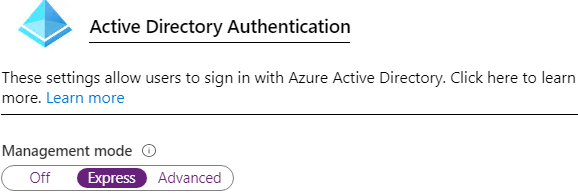 Active Directory Authentication
These settings allow users to sign in with Azure Active Directory. Click here to learn
more. Learn more
Management mode
Off Express Advanced